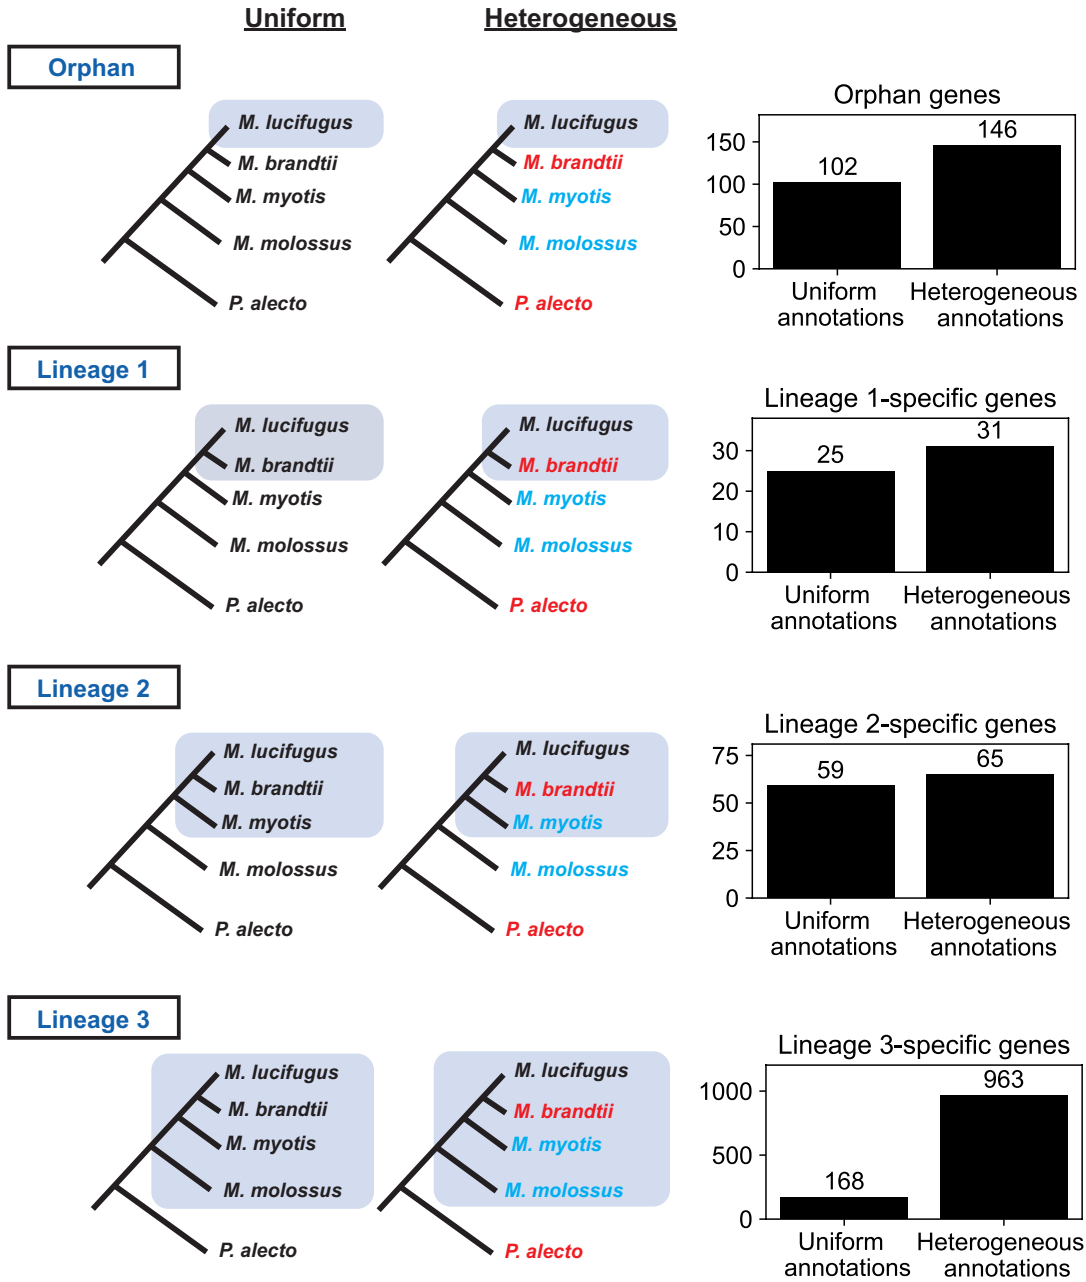 Uniform
Heterogeneous
Orphan
M. lucifugus
M. brandtii
M. myotis
M. molossus
P. alecto
M. lucifugus
M. brandtii
M. myotis
M. molossus
P. alecto
Orphan genes
150
100
50
0
102
146
Uniform
annotations
Heterogeneous
annotations
Lineage 1
M. lucifugus
M. brandtii
M. myotis
M. molossus
P. alecto
M. lucifugus
M. brandtii
M. myotis
M. molossus
P. alecto
Lineage 1-specific genes
30
20
10
0
25
31
Uniform
annotations
Heterogeneous
annotations
Lineage 2
M. lucifugus
M. brandtii
M. myotis
M. molossus
P. alecto
M. lucifugus
M. brandtii
M. myotis
M. molossus
P. alecto
Lineage 2-specific genes
75
50
25
0
59
65
Uniform
annotations
Heterogeneous
annotations
Lineage 3
M. lucifugus
M. brandtii
M. myotis
M. molossus
M. lucifugus
M. brandtii
M. myotis
M. molossus
P. alecto
P. alecto
Lineage 3-specific genes
1000
500
0
168
963
Uniform
annotations
Heterogeneous
annotations